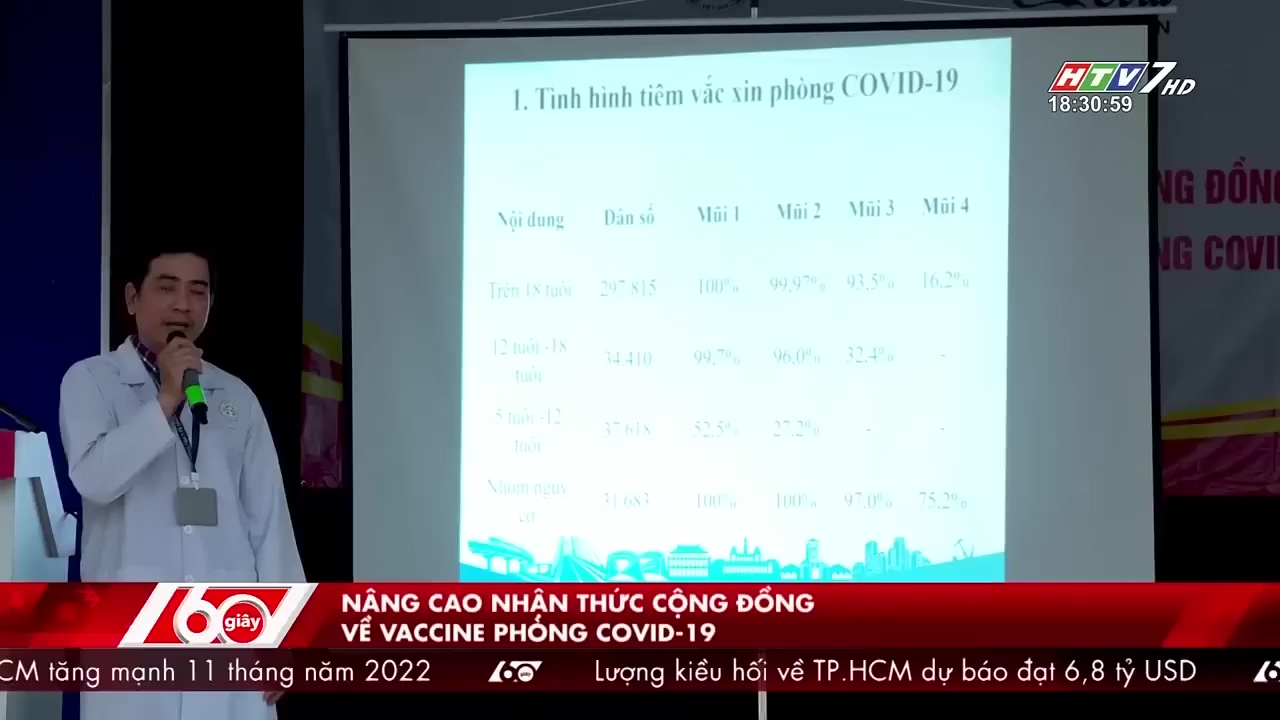 HTV7 HD
18:30:59
1. Tình hình tiêm vắc xin phòng COVID-19
Nội dung Dân số Mũi 1 Mũi 2 Mũi 3 Mũi 4
Trên 18 tuổi 297.815 100% 99,97% 93,5% 16,2%
12 tuổi -18 tuổi 34.410 99,7% 96,0% 32,4% -
5 tuổi -12 tuổi 37.618 52,5% 27,2% - -
Nhóm nguy cơ 31.683 100% 100% 97,0% 75,2%
NG ĐỒNG
NG COVI
60 giây
NÂNG CAO NHẬN THỨC CỘNG ĐỒNG
VỀ VACCINE PHÒNG COVID-19
CM tăng mạnh 11 tháng năm 2022 60 giây Lượng kiều hối về TP.HCM dự báo đạt 6,8 tỷ USD